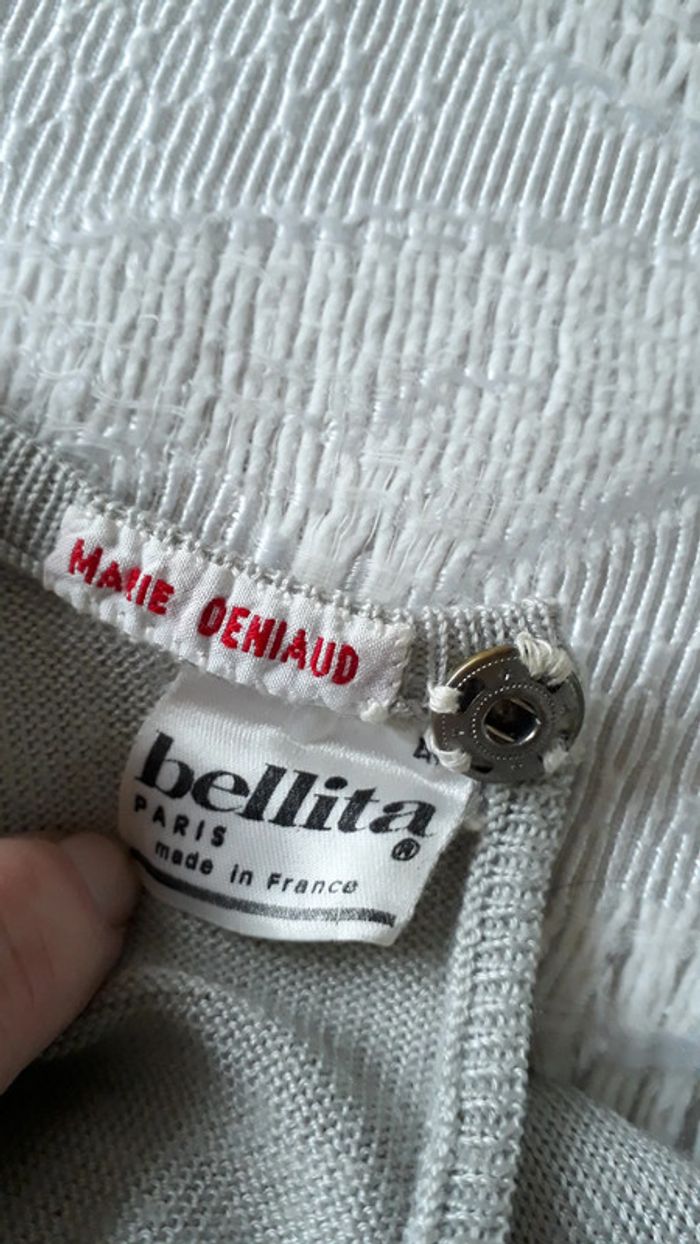 MARIE DENIAUD
bellita
PARIS
®
made in France